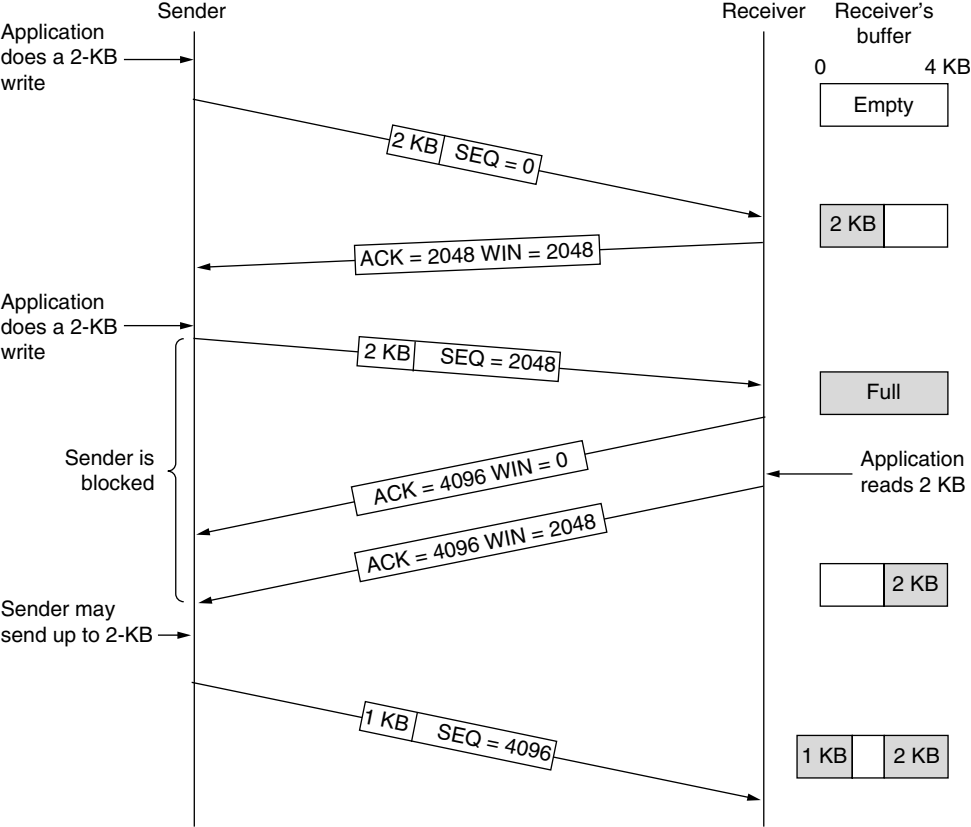 Sender
Receiver
Receiver’s
buffer
Application
does a 2-KB
write
0
4 KB
Empty
2 KB
SEQ = 0
2 KB
ACK = 2048 WIN = 2048
Application
does a 2-KB
write
2 KB
SEQ = 2048
Full
Sender is
blocked
ACK = 4096 WIN = 0
Application
reads 2 KB
ACK = 4096 WIN = 2048
2 KB
Sender may
send up to 2-KB
1 KB
SEQ = 4096
1 KB
2 KB